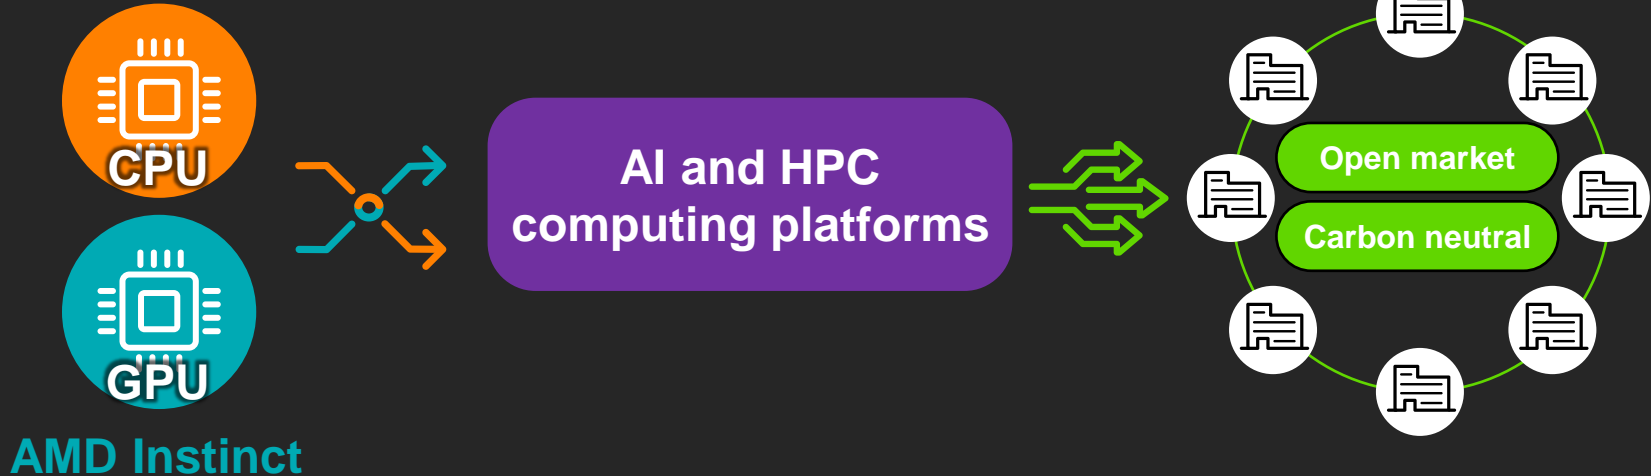 CPU
GPU
AMD Instinct
AI and HPC
computing platforms
Open market
Carbon neutral